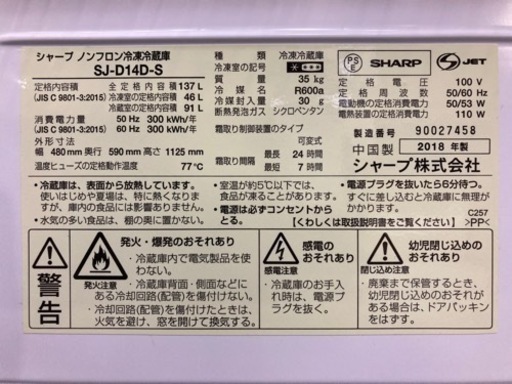 シャープ ノンフロン冷凍冷蔵庫
SJ-D14D-S
定格内容積 全定格内容積 137 L
(JIS C 9801-3:2015) 冷凍室の定格内容積 46 L
冷蔵室の定格内容積 91 L
消費電力量 50 Hz 300 kWh/年
(JIS C 9801-3:2015) 60 Hz 300 kWh/年
外形寸法
幅 480mm 奥行 590mm 高さ 1125 mm
温度ヒューズの定格動作温度 77℃
種類 冷凍冷蔵庫
冷凍室の記号
質量 35 kg
冷媒 R600a
冷媒封入量 30 g
断熱発泡ガス シクロペンタン
霜取り制御装置のタイプ
可変式
霜取り間隔 最大 24 時間
最短 7 時間
PSE SHARP S JET
定格電圧 100 V
定格周波数 50/60 Hz
電動機の定格消費電力 50/53 W
電熱装置の定格消費電力 110 W
製造番号 90027458
中国製 2018 年製
シャープ株式会社
・冷蔵庫は、表面から放熱しています。
使いはじめや夏場は、特に熱くなりま
すが、庫内の食品には影響ありません。
・水気の多い食品は、棚の奥に置かない。
・室温が約5℃以下では、
食品が凍ることがあります。
・電源は必ずコンセントから
とる。
・電源プラグを抜いたら6分待つ。
すぐに差し込むと冷却しないことが
あります。
【くわしくは取扱説明書をご覧ください】
C257
>PP<
警告
発火・爆発のおそれあり
発火注意
・冷蔵庫内で電気製品を使
わない。
・冷蔵庫背面・側面などに
ある冷却回路(配管)を傷付けない。
・冷却回路(配管)を傷付けたときは、
火気を避け、窓を開けて換気する。
感電の
おそれあり
感電注意
・冷蔵庫のお手入
れ時は、電源プラ
グを抜く。
幼児閉じ込めの
おそれあり
閉じ込め注意
・廃棄まで保管するときは、
幼児閉じ込めのおそれが
ある場合は、ドアパッキン
をはずす。